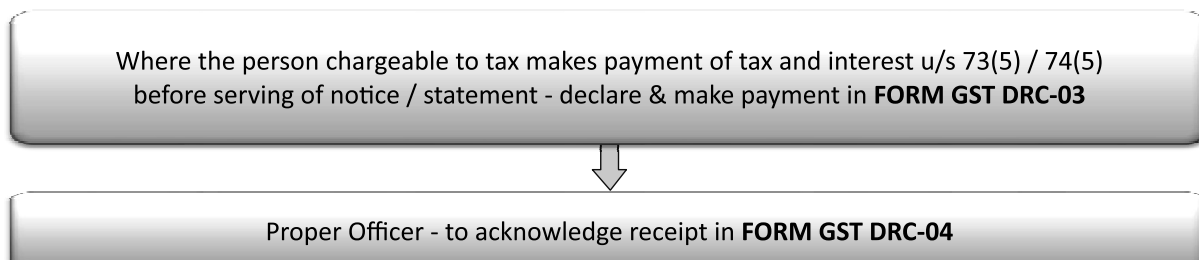 Where the person chargeable to tax makes payment of tax and interest u/s 73(5) / 74(5)
before serving of notice / statement - declare & make payment in FORM GST DRC-03
Proper Officer - to acknowledge receipt in FORM GST DRC-04